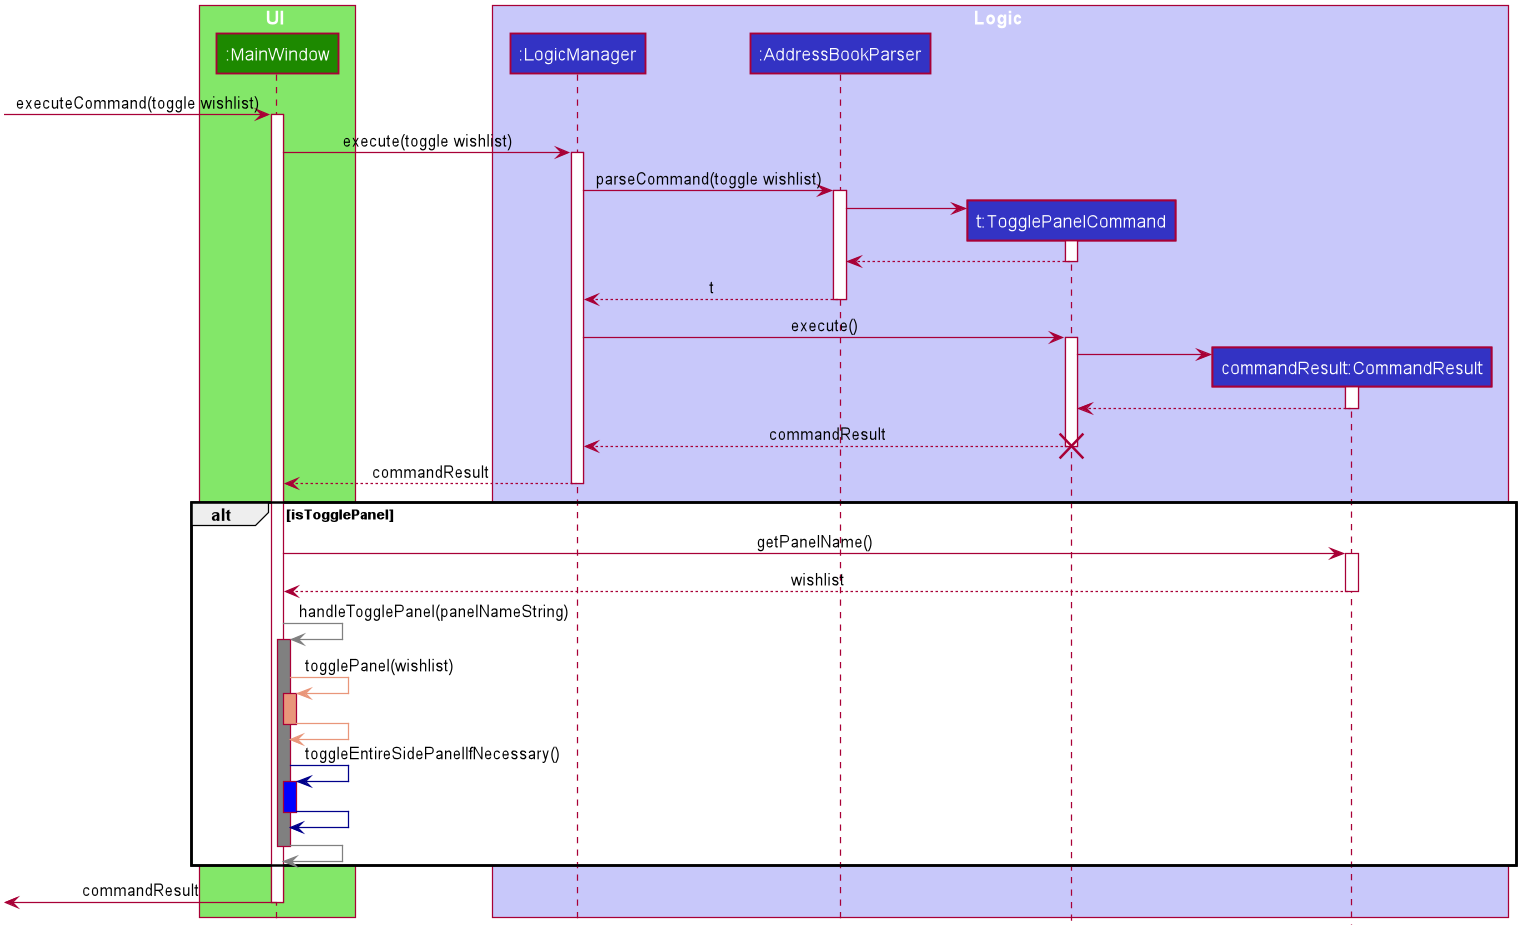 UI
Logic
:MainWindow
:LogicManager
:AddressBookParser
executeCommand(toggle wishlist)
execute(toggle wishlist)
parseCommand(toggle wishlist)
t:TogglePanelCommand
t
execute()
commandResult:CommandResult
commandResult
commandResult
alt
[isTogglePanel]
getPanelName()
wishlist
handleTogglePanel(panelNameString)
togglePanel(wishlist)
toggleEntireSidePanelIfNecessary()
commandResult